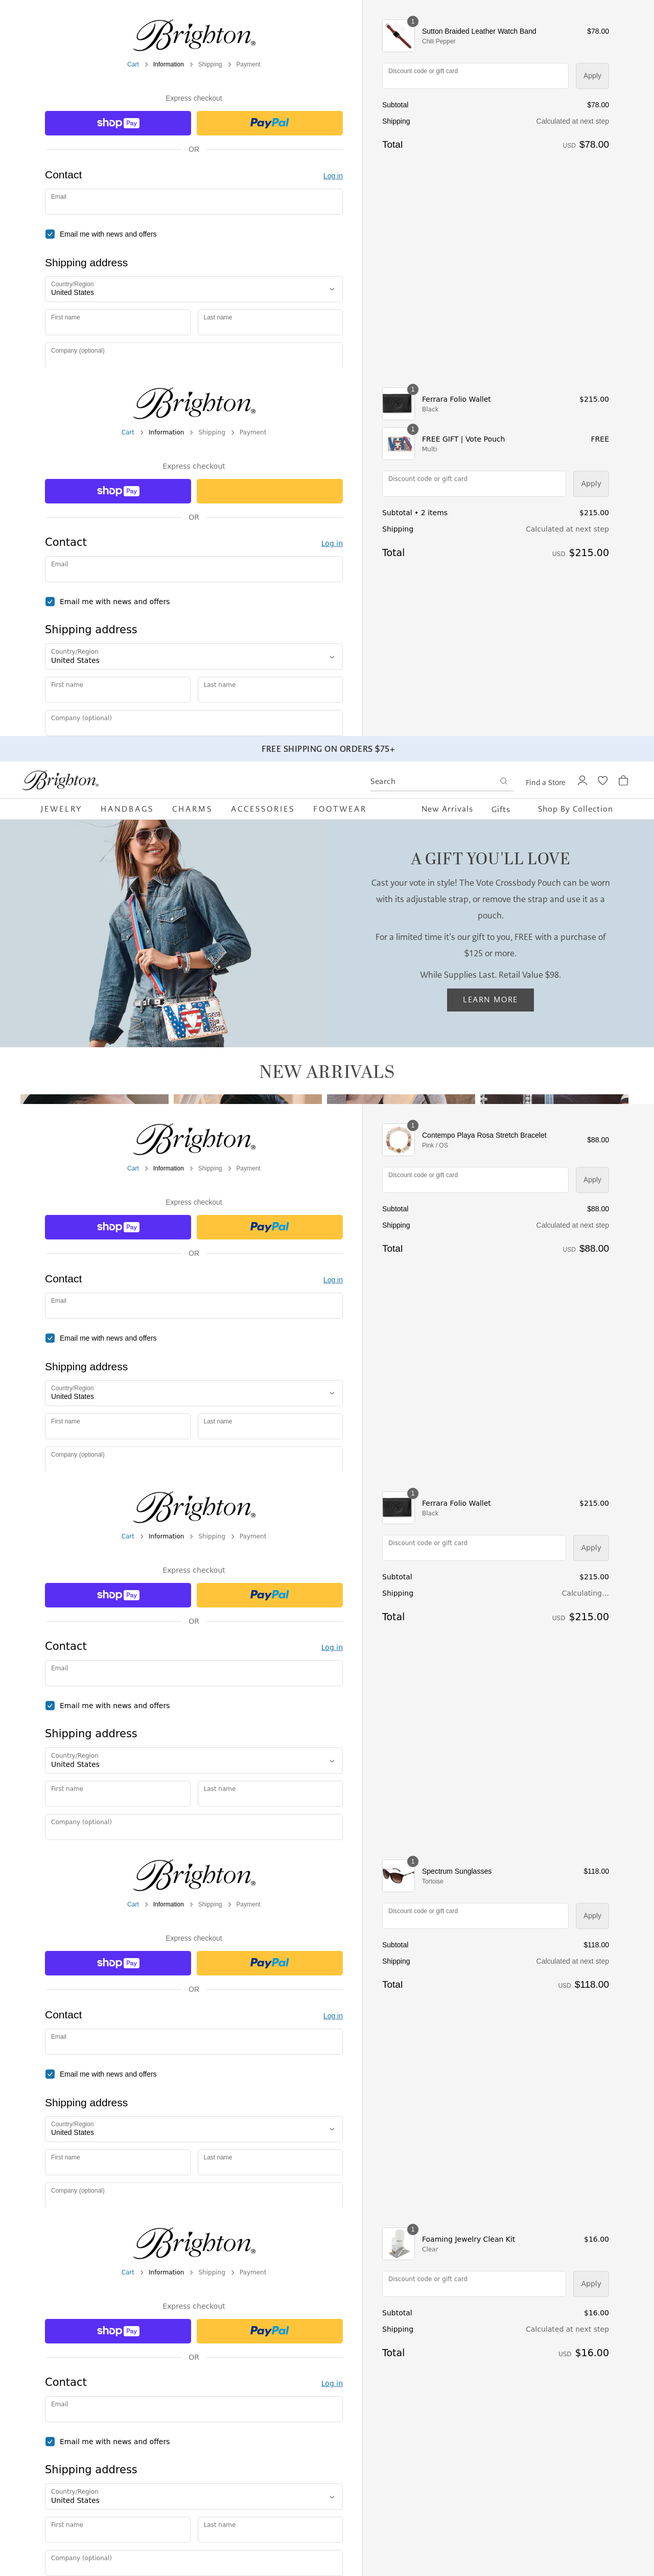 Brighton®
Cart > Information > Shipping > Payment
Express checkout
shop Pay PayPal
OR
Contact Log in
Email
Email me with news and offers
Shipping address
Country/Region
United States
First name Last name
Company (optional)
1
Sutton Braided Leather Watch Band $78.00
Chili Pepper
Discount code or gift card Apply
Subtotal $78.00
Shipping Calculated at next step
Total USD $78.00
Brighton®
Cart > Information > Shipping > Payment
Express checkout
shop Pay
OR
Contact Log in
Email
Email me with news and offers
Shipping address
Country/Region
United States
First name Last name
Company (optional)
1
Ferrara Folio Wallet $215.00
Black
1
FREE GIFT | Vote Pouch FREE
Multi
Discount code or gift card Apply
Subtotal • 2 items $215.00
Shipping Calculated at next step
Total USD $215.00
FREE SHIPPING ON ORDERS $75+
Brighton® Search Find a Store
JEWELRY HANDBAGS CHARMS ACCESSORIES FOOTWEAR New Arrivals Gifts Shop By Collection
A GIFT YOU'LL LOVE
Cast your vote in style! The Vote Crossbody Pouch can be worn
with its adjustable strap, or remove the strap and use it as a
pouch.
For a limited time it's our gift to you, FREE with a purchase of
$125 or more.
While Supplies Last. Retail Value $98.
LEARN MORE
NEW ARRIVALS
Brighton®
Cart > Information > Shipping > Payment
Express checkout
shop Pay PayPal
OR
Contact Log in
Email
Email me with news and offers
Shipping address
Country/Region
United States
First name Last name
Company (optional)
1
Contempo Playa Rosa Stretch Bracelet $88.00
Pink / OS
Discount code or gift card Apply
Subtotal $88.00
Shipping Calculated at next step
Total USD $88.00
Brighton®
Cart > Information > Shipping > Payment
Express checkout
shop Pay PayPal
OR
Contact Log in
Email
Email me with news and offers
Shipping address
Country/Region
United States
First name Last name
Company (optional)
1
Ferrara Folio Wallet $215.00
Black
Discount code or gift card Apply
Subtotal $215.00
Shipping Calculating...
Total USD $215.00
Brighton®
Cart > Information > Shipping > Payment
Express checkout
shop Pay PayPal
OR
Contact Log in
Email
Email me with news and offers
Shipping address
Country/Region
United States
First name Last name
Company (optional)
1
Spectrum Sunglasses $118.00
Tortoise
Discount code or gift card Apply
Subtotal $118.00
Shipping Calculated at next step
Total USD $118.00
Brighton®
Cart > Information > Shipping > Payment
Express checkout
shop Pay PayPal
OR
Contact Log in
Email
Email me with news and offers
Shipping address
Country/Region
United States
First name Last name
Company (optional)
1
Foaming Jewelry Clean Kit $16.00
Clear
Discount code or gift card Apply
Subtotal $16.00
Shipping Calculated at next step
Total USD $16.00